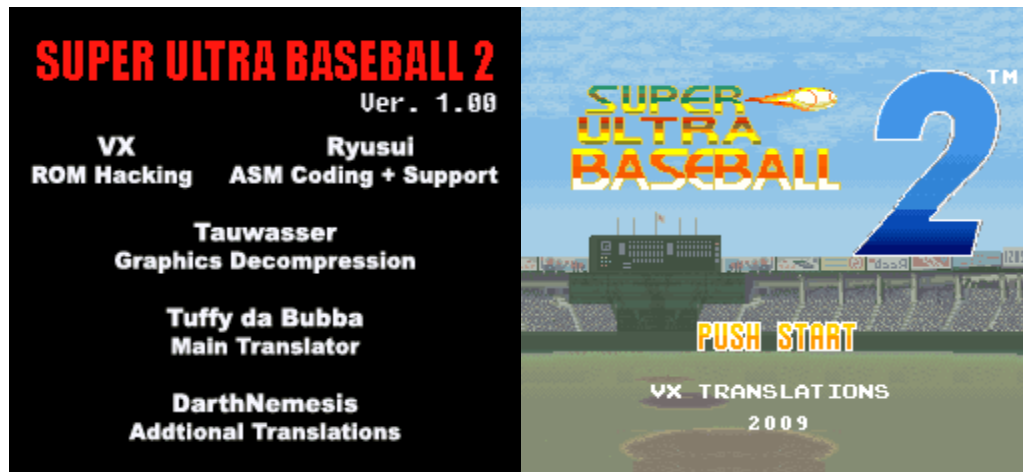 SUPER ULTRA BASEBALL 2
Ver. 1.00
VX Ryusui
ROM Hacking ASM Coding + Support
Tauwasser
Graphics Decompression
Tuffy da Bubba
Main Translator
DarthNemesis
Addtional Translations
SUPER
ULTRA
BASEBALL
2
TM
PUSH START
VX TRANSLATIONS
2009